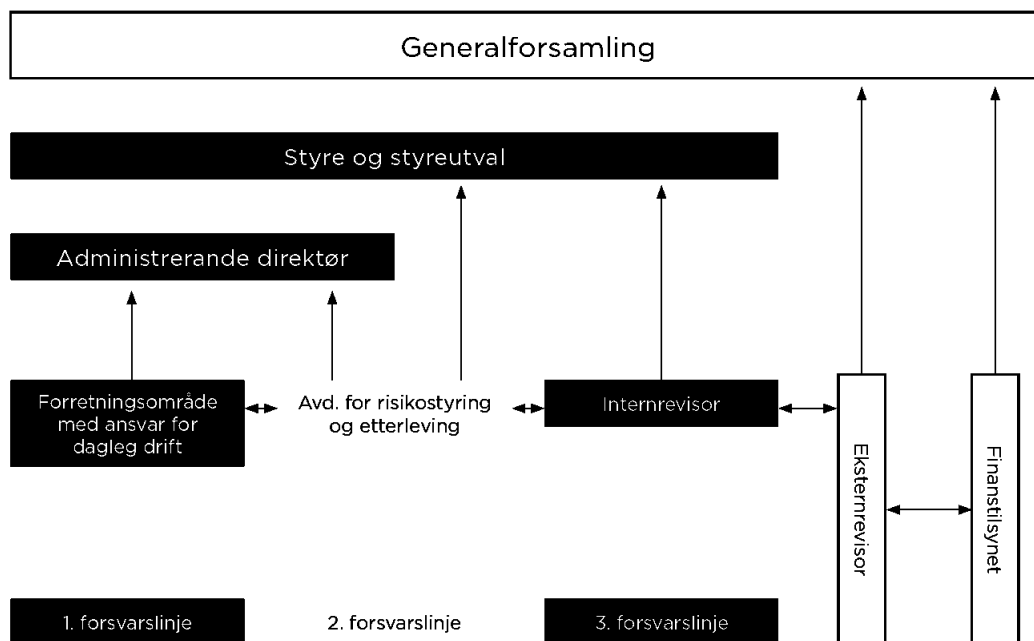 Generalforsamling
Styre og styreutval
Administrerande direktør
Forretningsområde
med ansvar for
dagleg drift
Avd. for risikostyring
og etterleving
Internrevisor
Eksternrevisor
Finanstilsynet
1. forsvarslinje
2. forsvarslinje
3. forsvarslinje